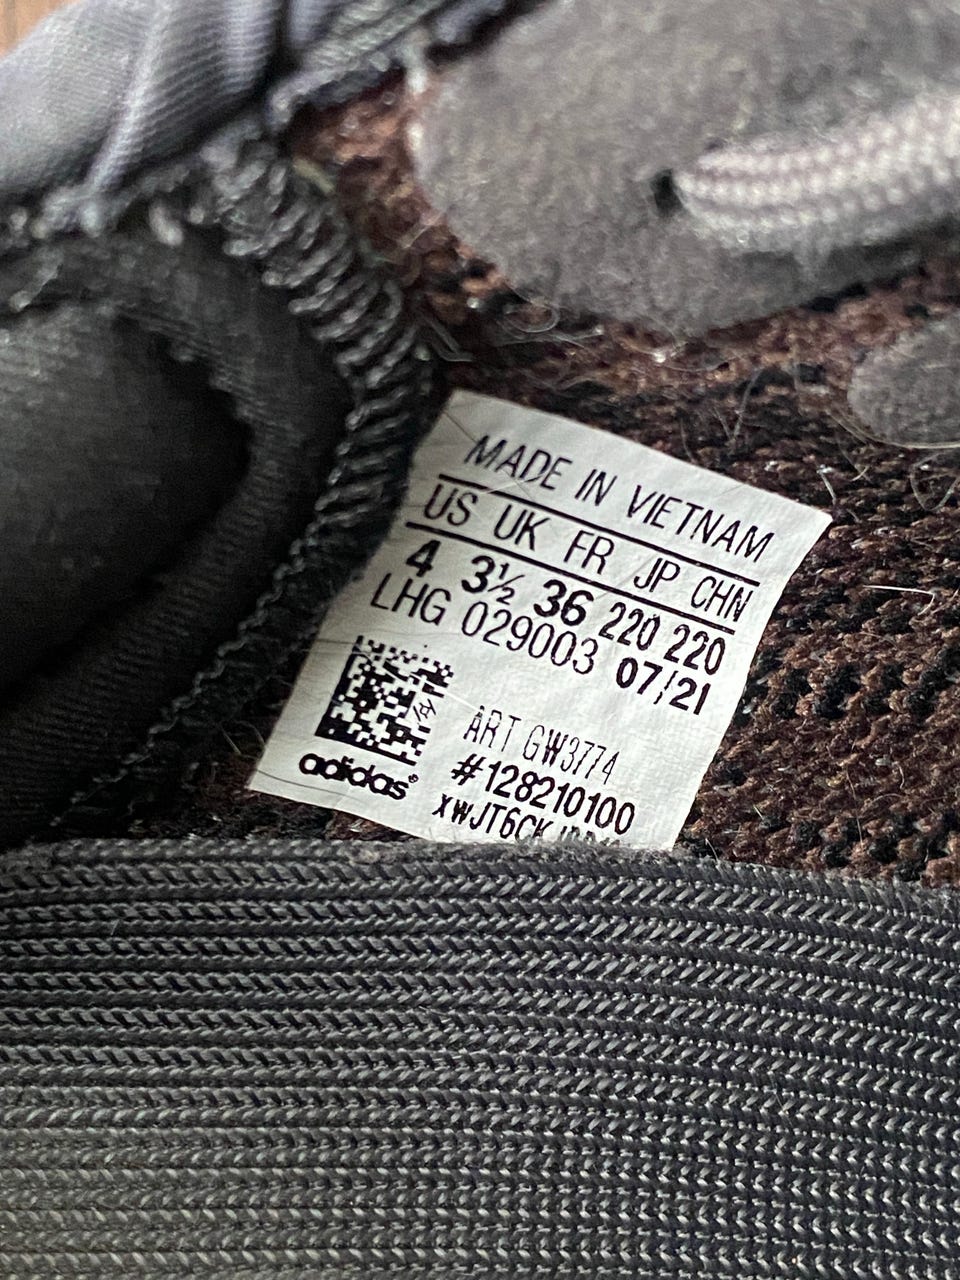 MADE IN VIETNAM
US UK FR JP CHN
4 3½ 36 220 220
LHG 029003 07/21
ART GW3774
#128210100
adidas®